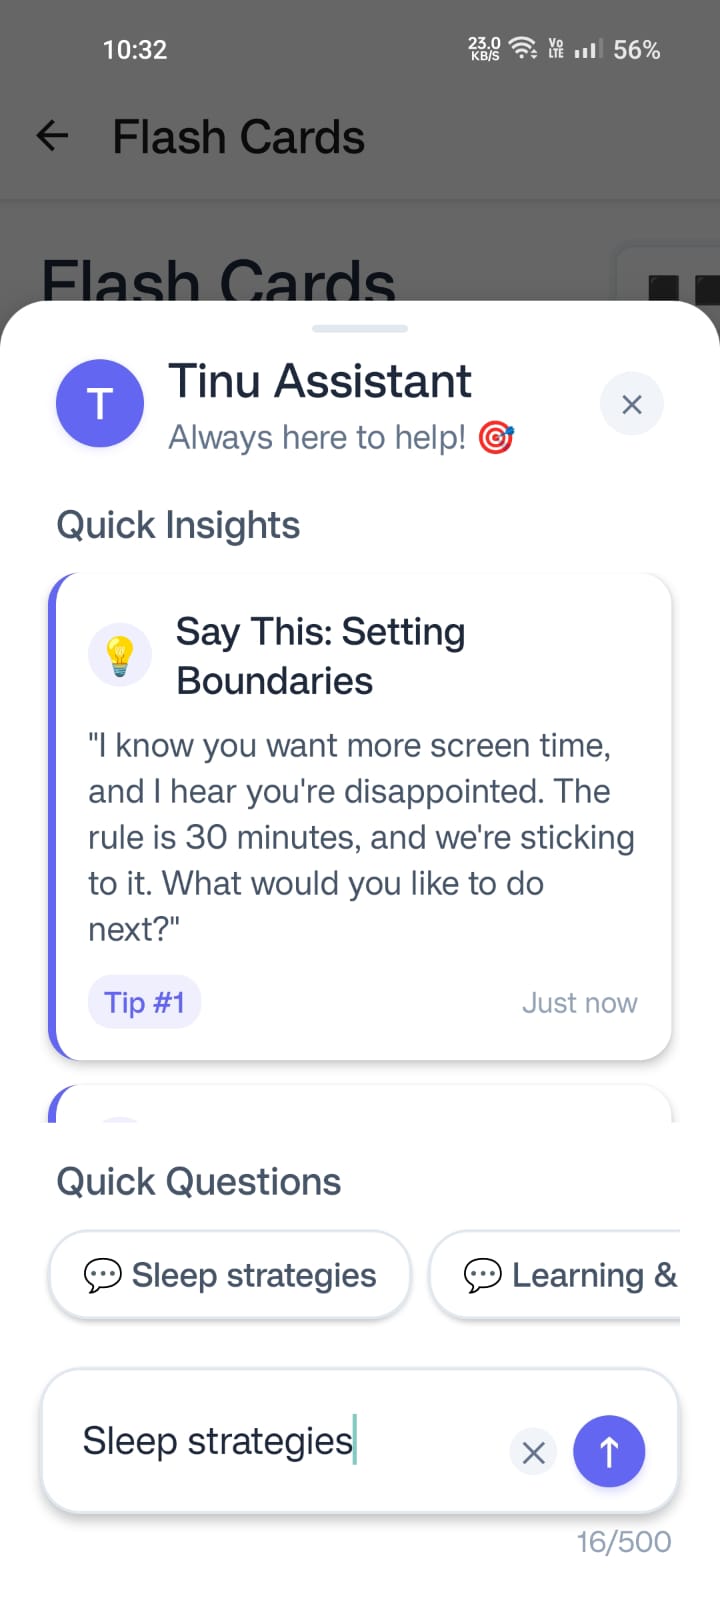 10:32
23.0 KB/S Vo LTE 56%
← Flash Cards
Flash Cards
T
Tinu Assistant
Always here to help! 🎯
×
Quick Insights
💡
Say This: Setting
Boundaries
"I know you want more screen time,
and I hear you're disappointed. The
rule is 30 minutes, and we're sticking
to it. What would you like to do
next?"
Tip #1
Just now
Quick Questions
💬 Sleep strategies
💬 Learning &
Sleep strategies
× ↑
16/500